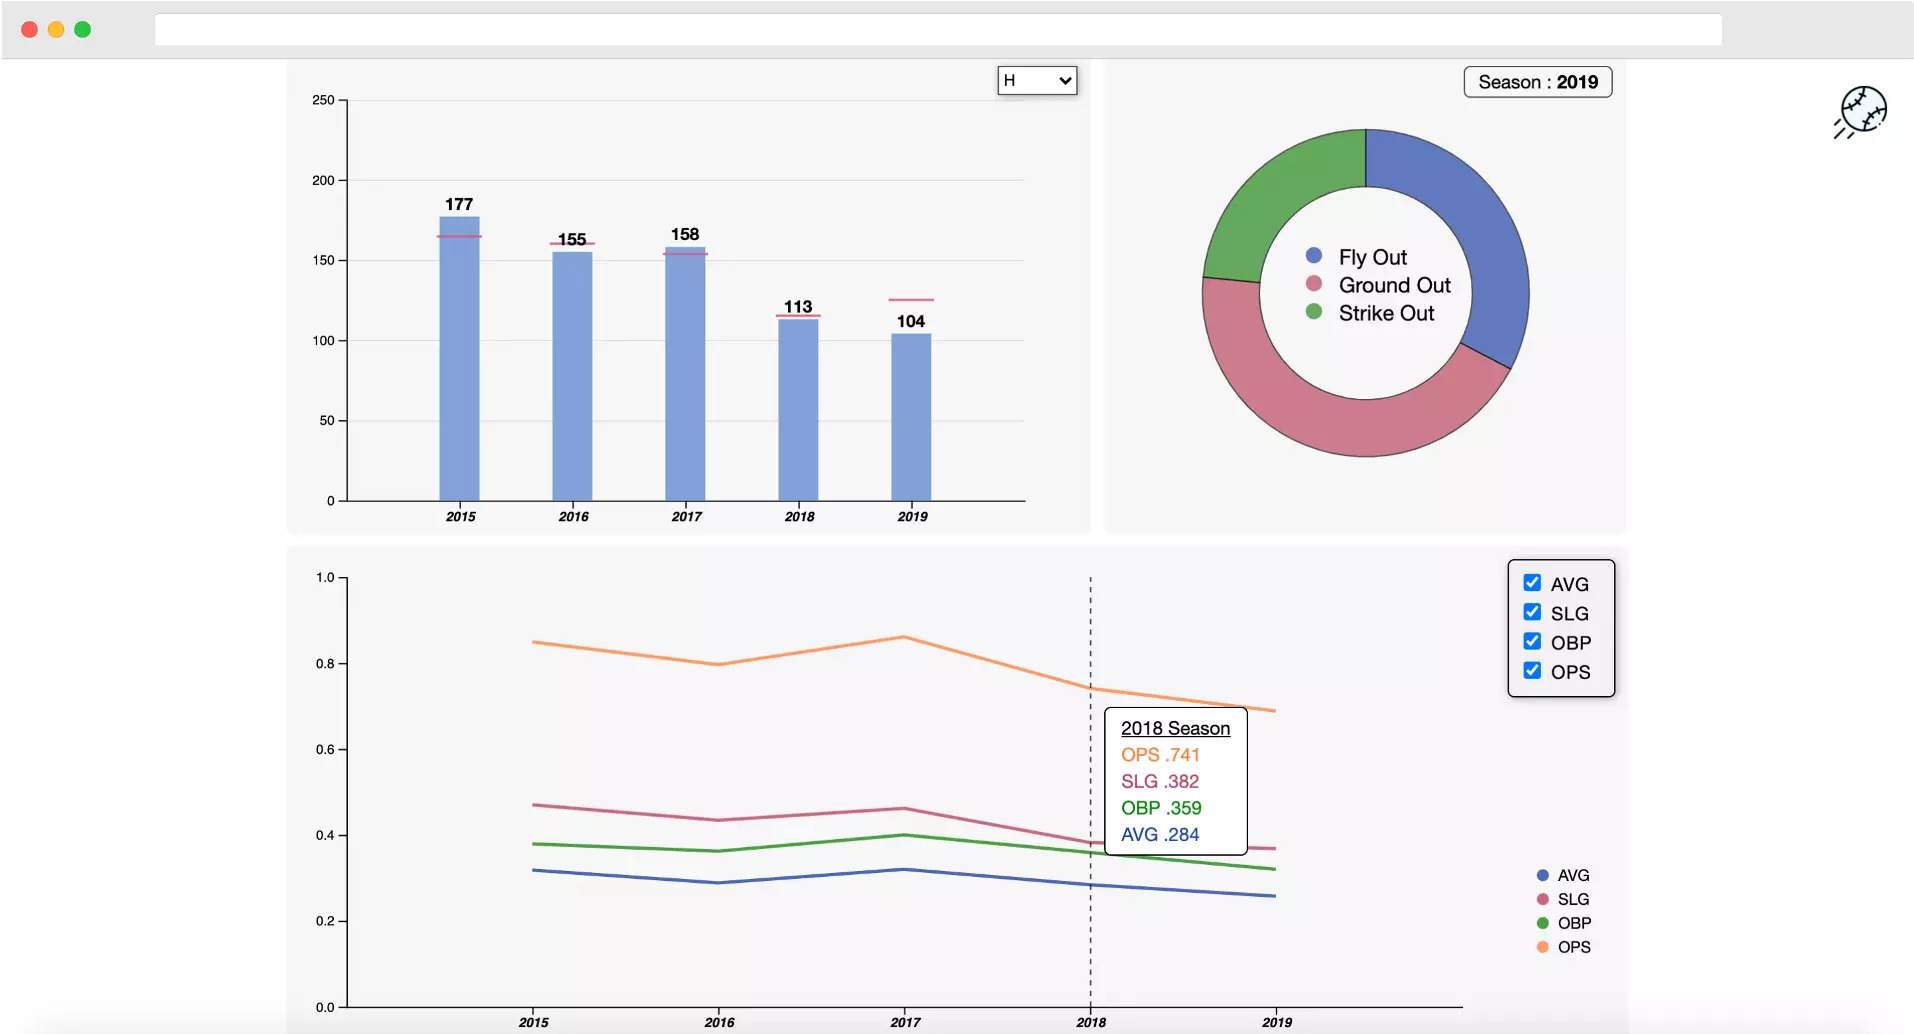 H
250
200
150
100
50
0
177
155
158
113
104
2015 2016 2017 2018 2019
Season : 2019
Fly Out
Ground Out
Strike Out
1.0
0.8
0.6
0.4
0.2
0.0
2015 2016 2017 2018 2019
2018 Season
OPS .741
SLG .382
OBP .359
AVG .284
AVG
SLG
OBP
OPS
AVG
SLG
OBP
OPS